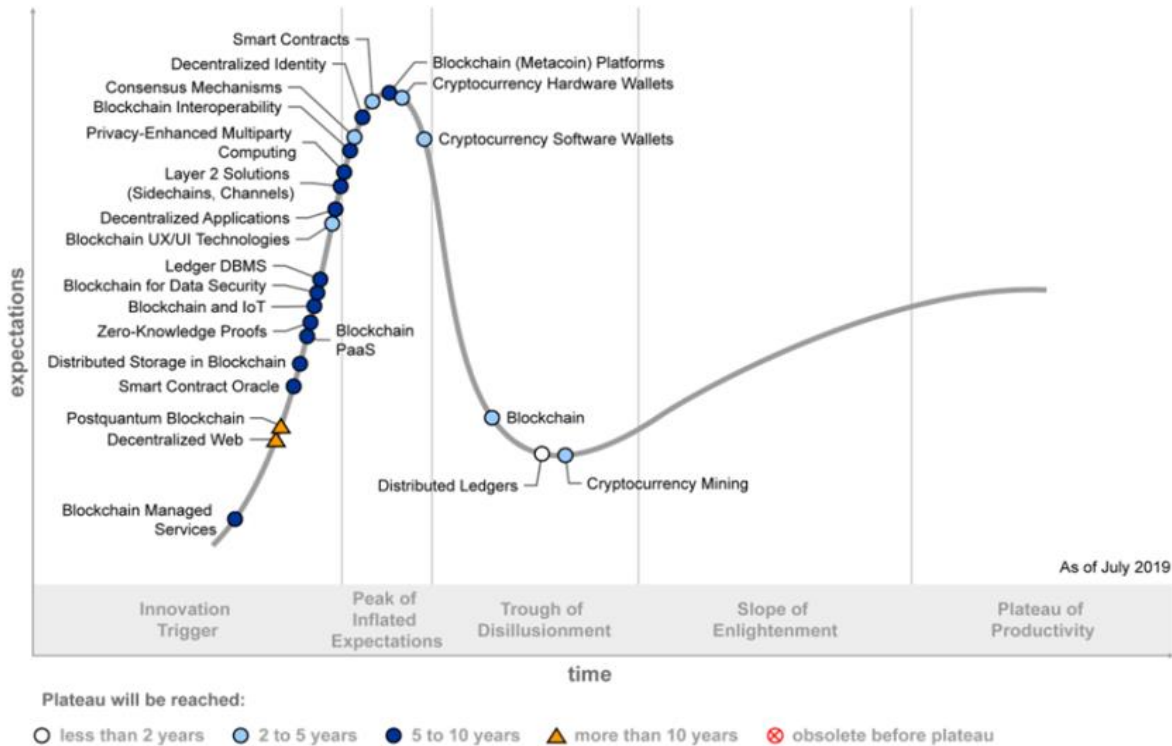 Smart Contracts
Decentralized Identity
Consensus Mechanisms
Blockchain Interoperability
Privacy-Enhanced Multiparty
Computing
Layer 2 Solutions
(Sidechains, Channels)
Decentralized Applications
Blockchain UX/UI Technologies
Ledger DBMS
Blockchain for Data Security
Blockchain and IoT
Zero-Knowledge Proofs
Blockchain
PaaS
Distributed Storage in Blockchain
Smart Contract Oracle
Postquantum Blockchain
Decentralized Web
Blockchain Managed
Services
Blockchain (Metacoin) Platforms
Cryptocurrency Hardware Wallets
Cryptocurrency Software Wallets
Blockchain
Distributed Ledgers
Cryptocurrency Mining
As of July 2019
expectations
Innovation
Trigger
Peak of
Inflated
Expectations
Trough of
Disillusionment
Slope of
Enlightenment
Plateau of
Productivity
time
Plateau will be reached:
less than 2 years
2 to 5 years
5 to 10 years
more than 10 years
obsolete before plateau